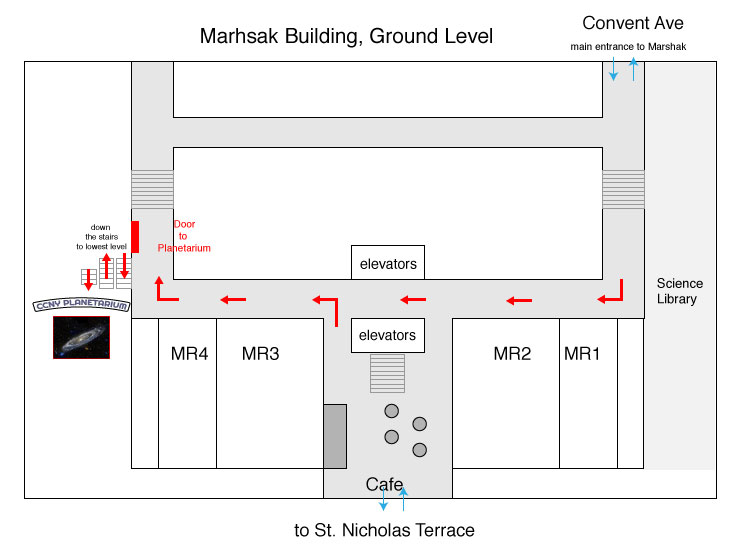 Convent Ave
Marhsak Building, Ground Level
main entrance to Marshak
down
the stairs
to lowest level
Door
to
Planetarium
elevators
Science
Library
CCNY PLANETARIUM
elevators
MR4
MR3
MR2
MR1
Cafe
to St. Nicholas Terrace